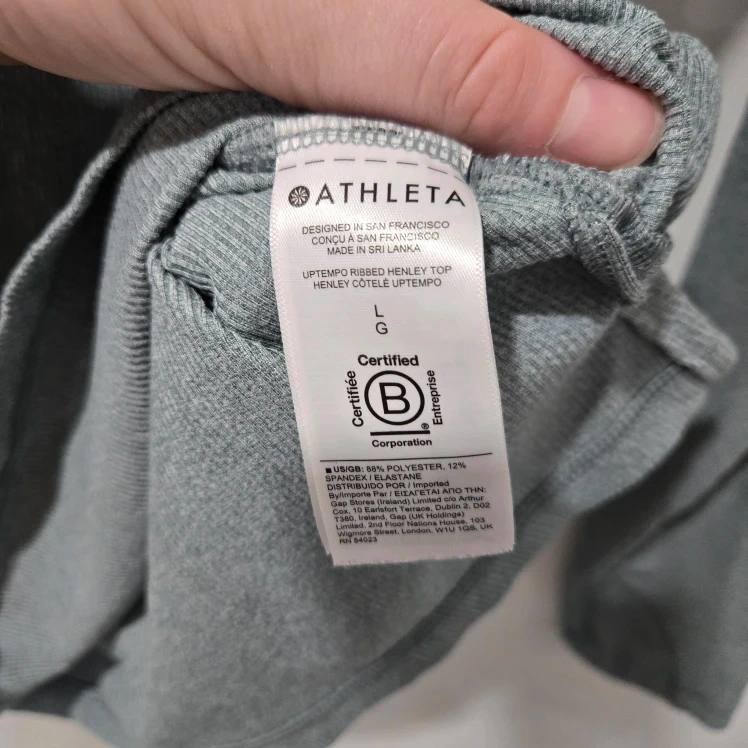 ATHLETA
DESIGNED IN SAN FRANCISCO
CONÇU À SAN FRANCISCO
MADE IN SRI LANKA
UPTEMPO RIBBED HENLEY TOP
HENLEY CÔTELÉ UPTEMPO
L
G
Certified
Certifiée
B
Entreprise
®
Corporation
US/GB: 88% POLYESTER, 12%
SPANDEX / ELASTANE
DISTRIBUIDO POR / Imported
By/Importe Par / ΕΙΣΑΓΕΤΑΙ ΑΠΟ ΤΗΝ:
Gap Stores (Ireland) Limited c/o Arthur
Cox, 10 Earlsfort Terrace, Dublin 2, D02
T380, Ireland, Gap (UK Holdings)
Limited, 2nd Floor Nations House, 103
Wigmore Street, London, W1U 1QS, UK
RN 54023